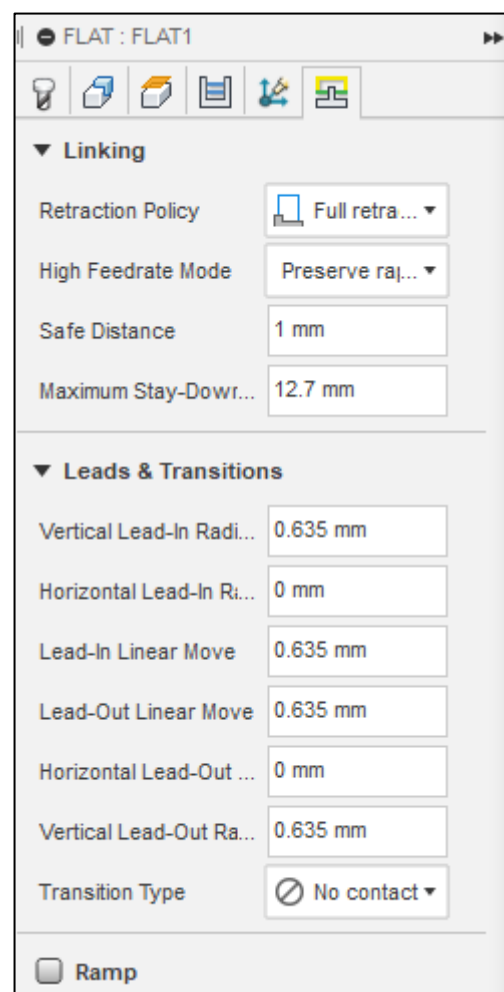 FLAT : FLAT1
Linking
Retraction Policy Full retra...
High Feedrate Mode Preserve rap...
Safe Distance 1 mm
Maximum Stay-Dowr... 12.7 mm
Leads & Transitions
Vertical Lead-In Radi... 0.635 mm
Horizontal Lead-In Ra... 0 mm
Lead-In Linear Move 0.635 mm
Lead-Out Linear Move 0.635 mm
Horizontal Lead-Out ... 0 mm
Vertical Lead-Out Ra... 0.635 mm
Transition Type No contact
Ramp